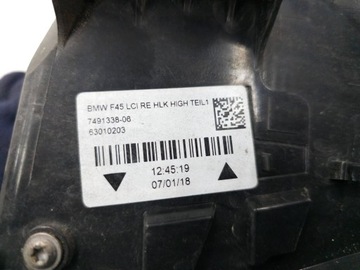 BMW F45 LCI RE HLK HIGH TEIL1
7491338-06
63010203
12:45:19
07/01/18